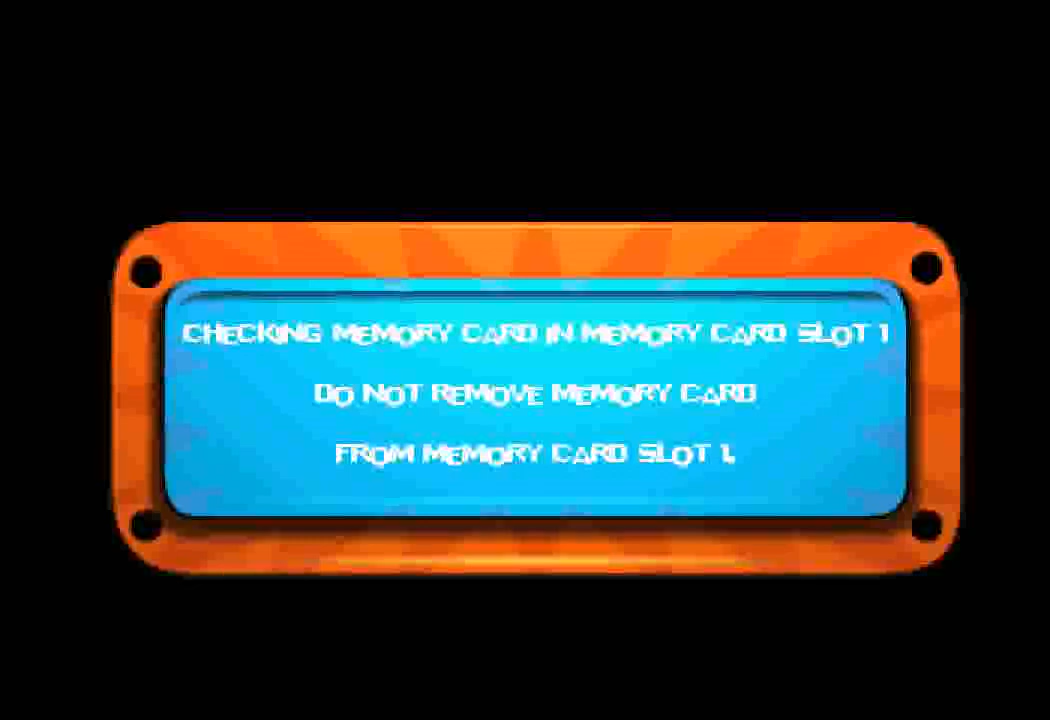 CHECKING MEMORY CARD IN MEMORY CARD SLOT 1
DO NOT REMOVE MEMORY CARD
FROM MEMORY CARD SLOT 1.